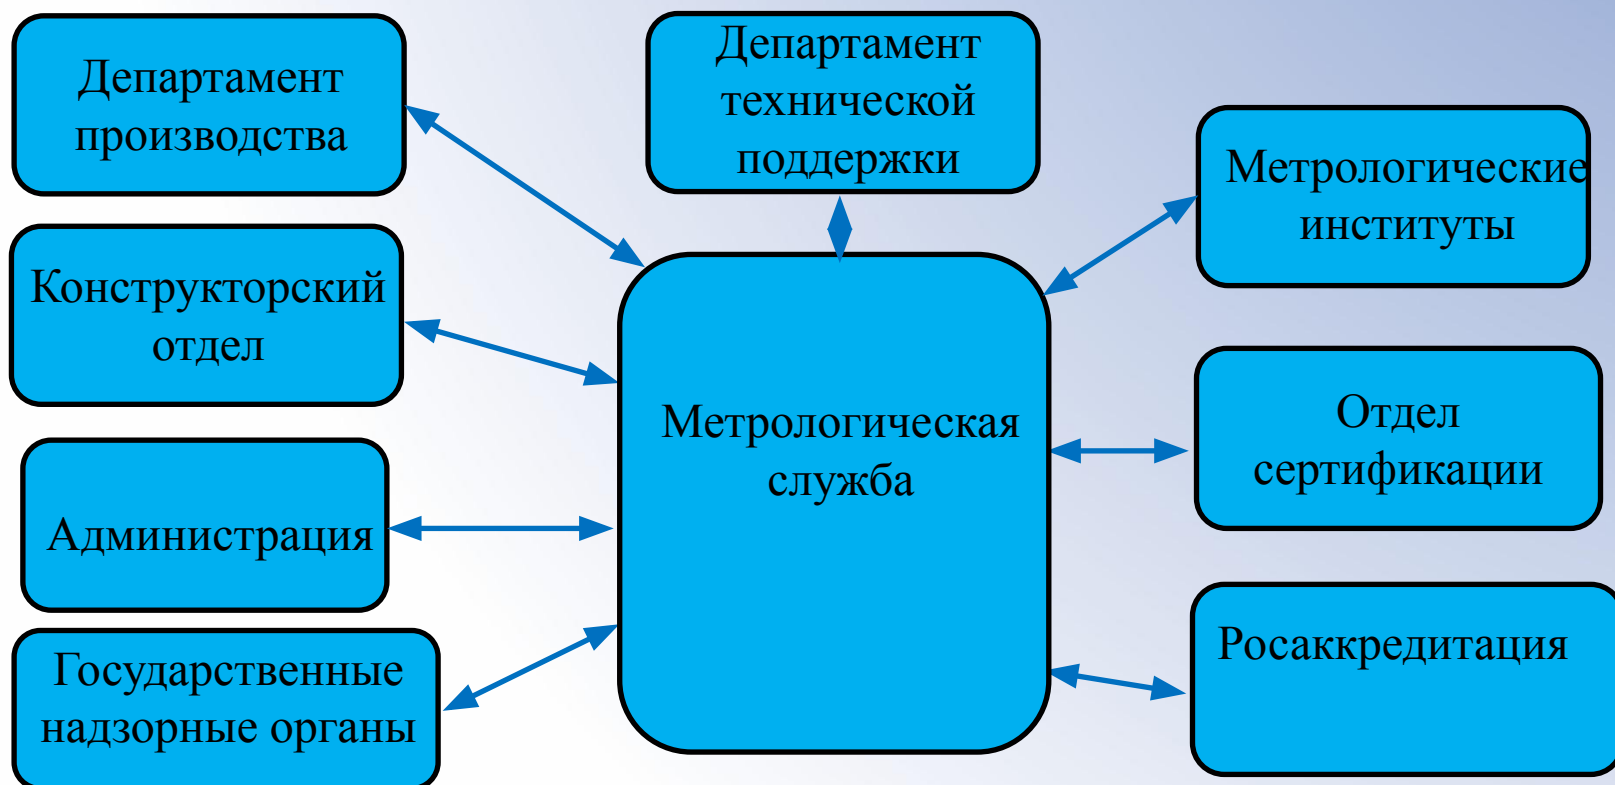 Департамент
производства
Департамент
технической
поддержки
Метрологические
институты
Конструкторский
отдел
Метрологическая
служба
Отдел
сертификации
Администрация
Государственные
надзорные органы
Росаккредитация